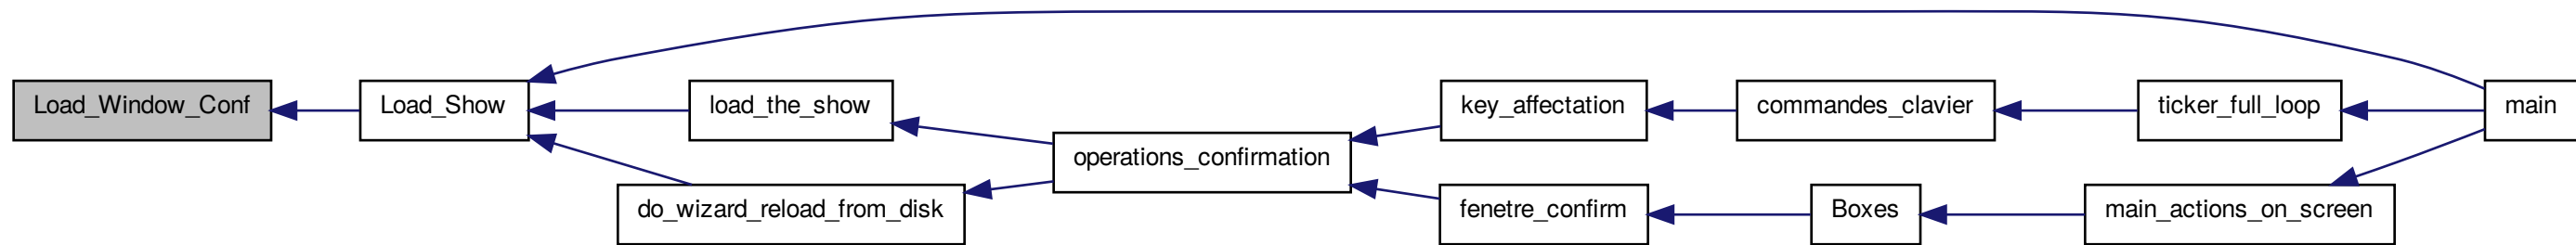 Load_Window_Conf
Load_Show
load_the_show
do_wizard_reload_from_disk
operations_confirmation
key_affectation
fenetre_confirm
commandes_clavier
Boxes
ticker_full_loop
main_actions_on_screen
main